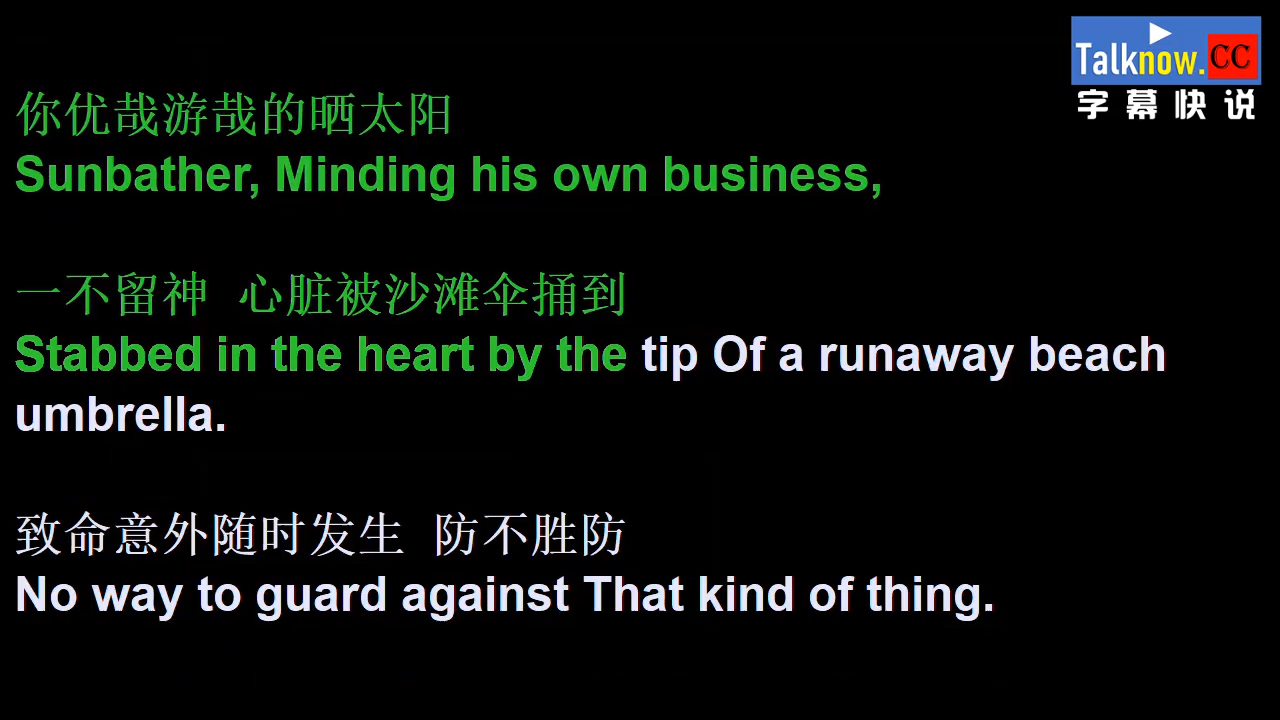 Talknow.CC
字幕快说
你优哉游哉的晒太阳
Sunbather, Minding his own business,
一不留神 心脏被沙滩伞捅到
Stabbed in the heart by the tip Of a runaway beach
umbrella.
致命意外随时发生 防不胜防
No way to guard against That kind of thing.